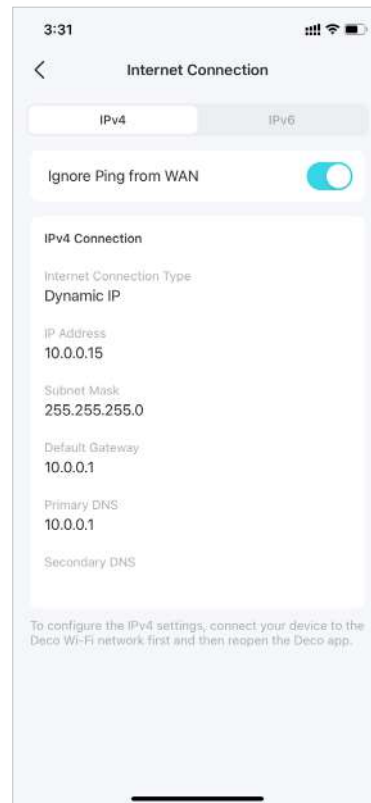 3:31
Internet Connection
IPv4
IPv6
Ignore Ping from WAN
IPv4 Connection
Internet Connection Type
Dynamic IP
IP Address
10.0.0.15
Subnet Mask
255.255.255.0
Default Gateway
10.0.0.1
Primary DNS
10.0.0.1
Secondary DNS
To configure the IPv4 settings, connect your device to the
Deco Wi-Fi network first and then reopen the Deco app.